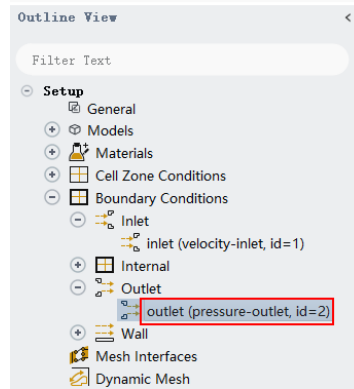 Outline View <
Filter Text
Setup
General
Models
Materials
Cell Zone Conditions
Boundary Conditions
Inlet
inlet (velocity-inlet, id=1)
Internal
Outlet
outlet (pressure-outlet, id=2)
Wall
Mesh Interfaces
Dynamic Mesh